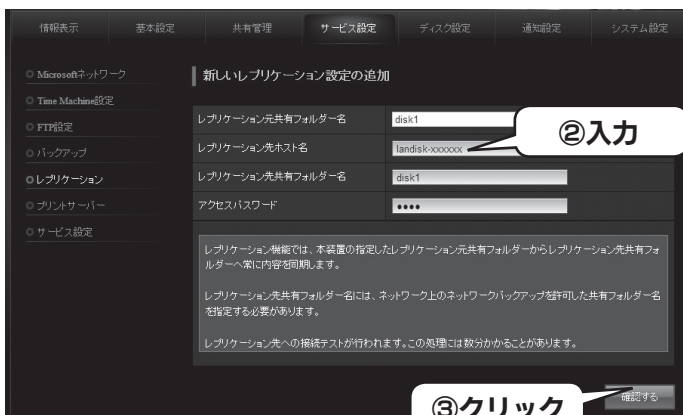 情報表示 基本設定 共有管理 サービス設定 ディスク設定 通知設定 システム設定
Microsoftネットワーク
Time Machine設定
FTP設定
バックアップ
レプリケーション
プリントサーバー
サービス設定
新しいレプリケーション設定の追加
レプリケーション元共有フォルダー名 disk1
レプリケーション先ホスト名 landisk-xxxxxx
レプリケーション先共有フォルダー名 disk1
アクセスパスワード ●●●●
②入力
レプリケーション機能では、本装置の指定したレプリケーション元共有フォルダーからレプリケーション先共有フォ
ルダーへ常に内容を同期します。
レプリケーション先共有フォルダー名には、ネットワーク上のネットワークバックアップを許可した共有フォルダー名
を指定する必要があります。
レプリケーション先への接続テストが行われます。この処理には数分かかることがあります。
確認する
③クリック